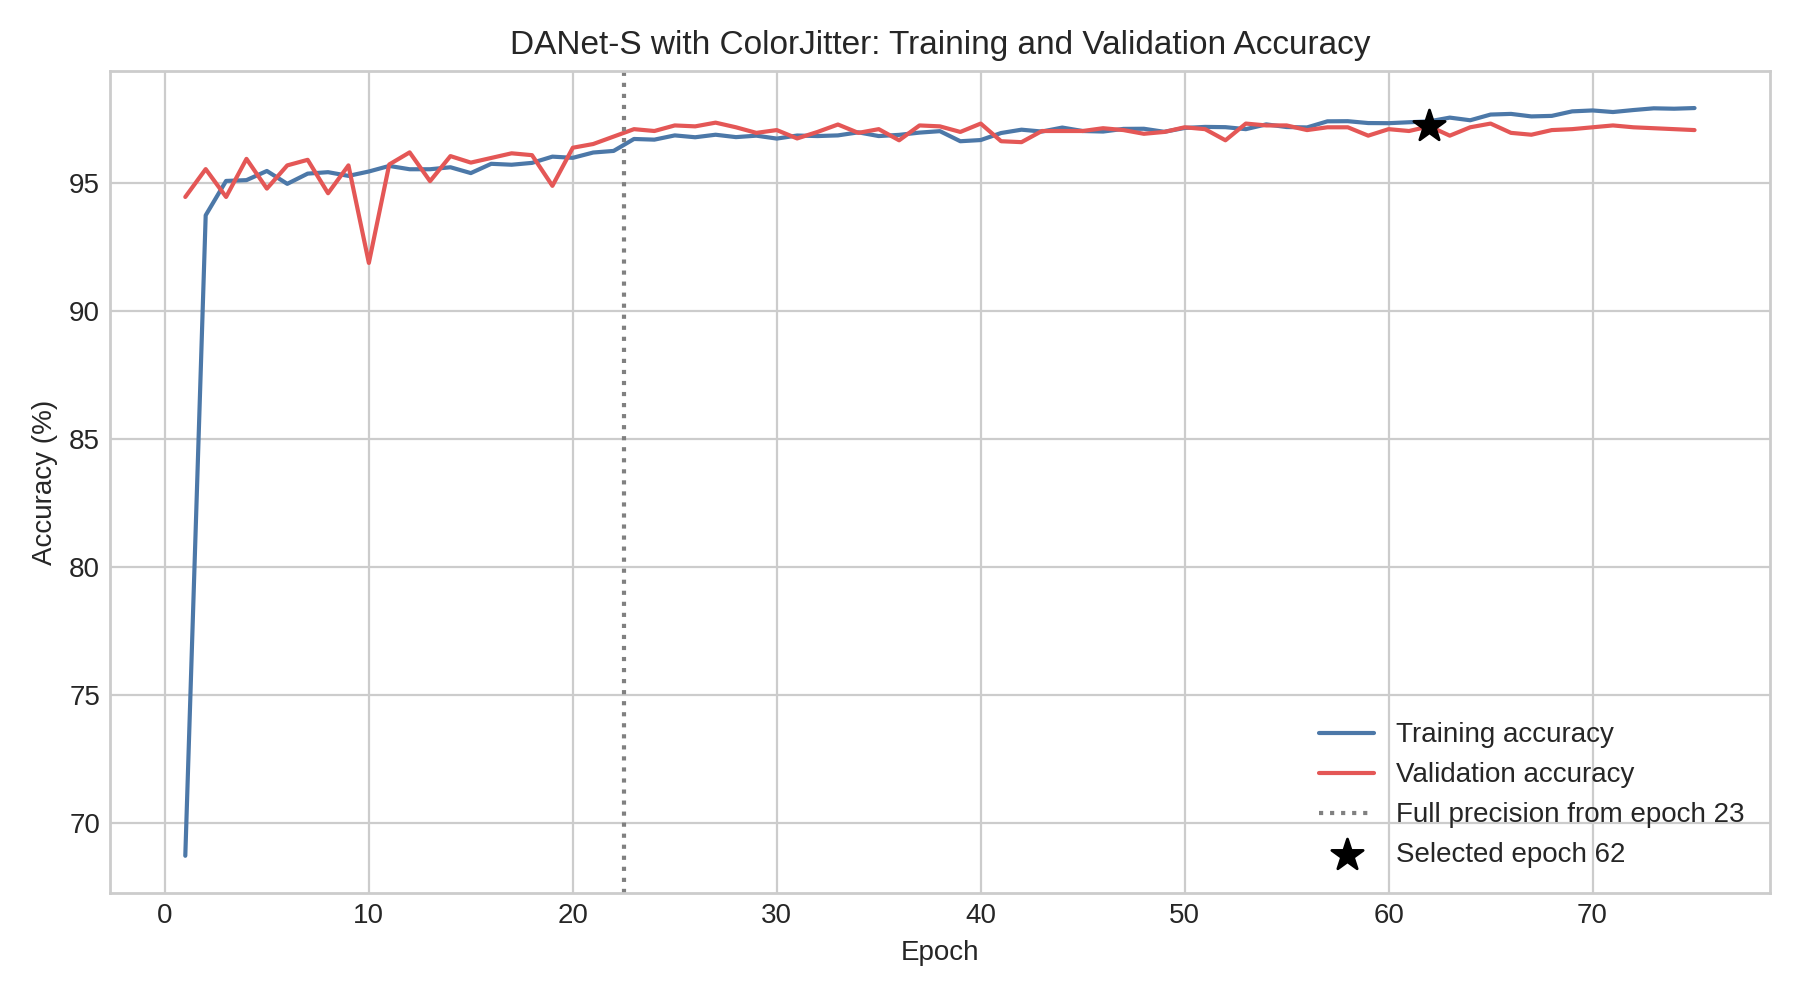 DANet-S with ColorJitter: Training and Validation Accuracy
Accuracy (%)
95
90
85
80
75
70
Training accuracy
Validation accuracy
Full precision from epoch 23
Selected epoch 62
0 10 20 30 40 50 60 70
Epoch